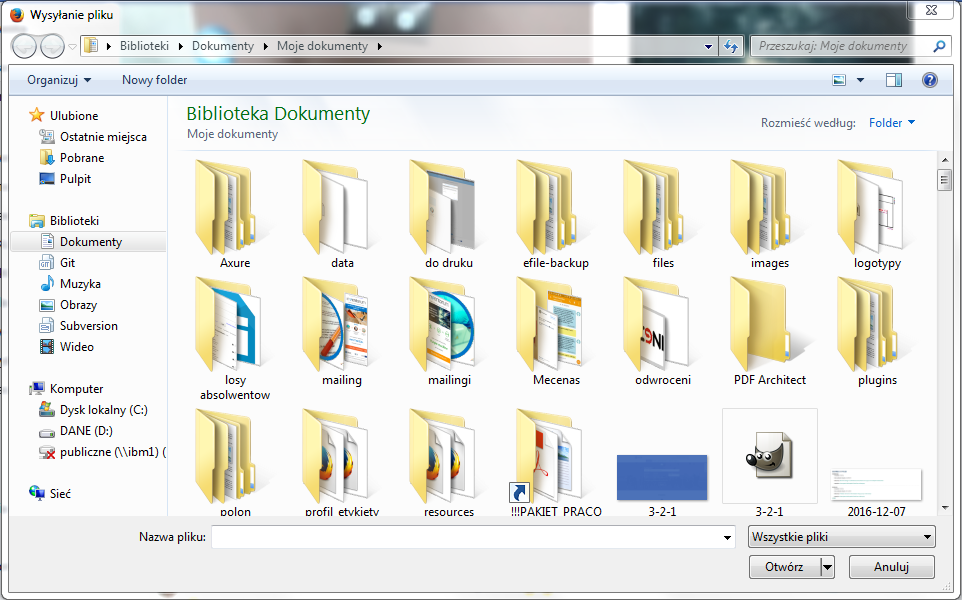 Wysyłanie pliku
Biblioteki Dokumenty Moje dokumenty
Przeszukaj: Moje dokumenty
Organizuj Nowy folder
Ulubione
Ostatnie miejsca
Pobrane
Pulpit
Biblioteki
Dokumenty
Git
Muzyka
Obrazy
Subversion
Wideo
Komputer
Dysk lokalny (C:)
DANE (D:)
publiczne (\\ibm1) (
Sieć
Biblioteka Dokumenty
Moje dokumenty
Rozmieść według: Folder
Axure data do druku efile-backup files images logotypy
losy absolwentow mailing mailingi Mecenas odwroceni PDF Architect plugins
polon profil_etykiety resources !!!PAKIET_PRACO 3-2-1 3-2-1 2016-12-07
Nazwa pliku: Wszystkie pliki
Otwórz Anuluj